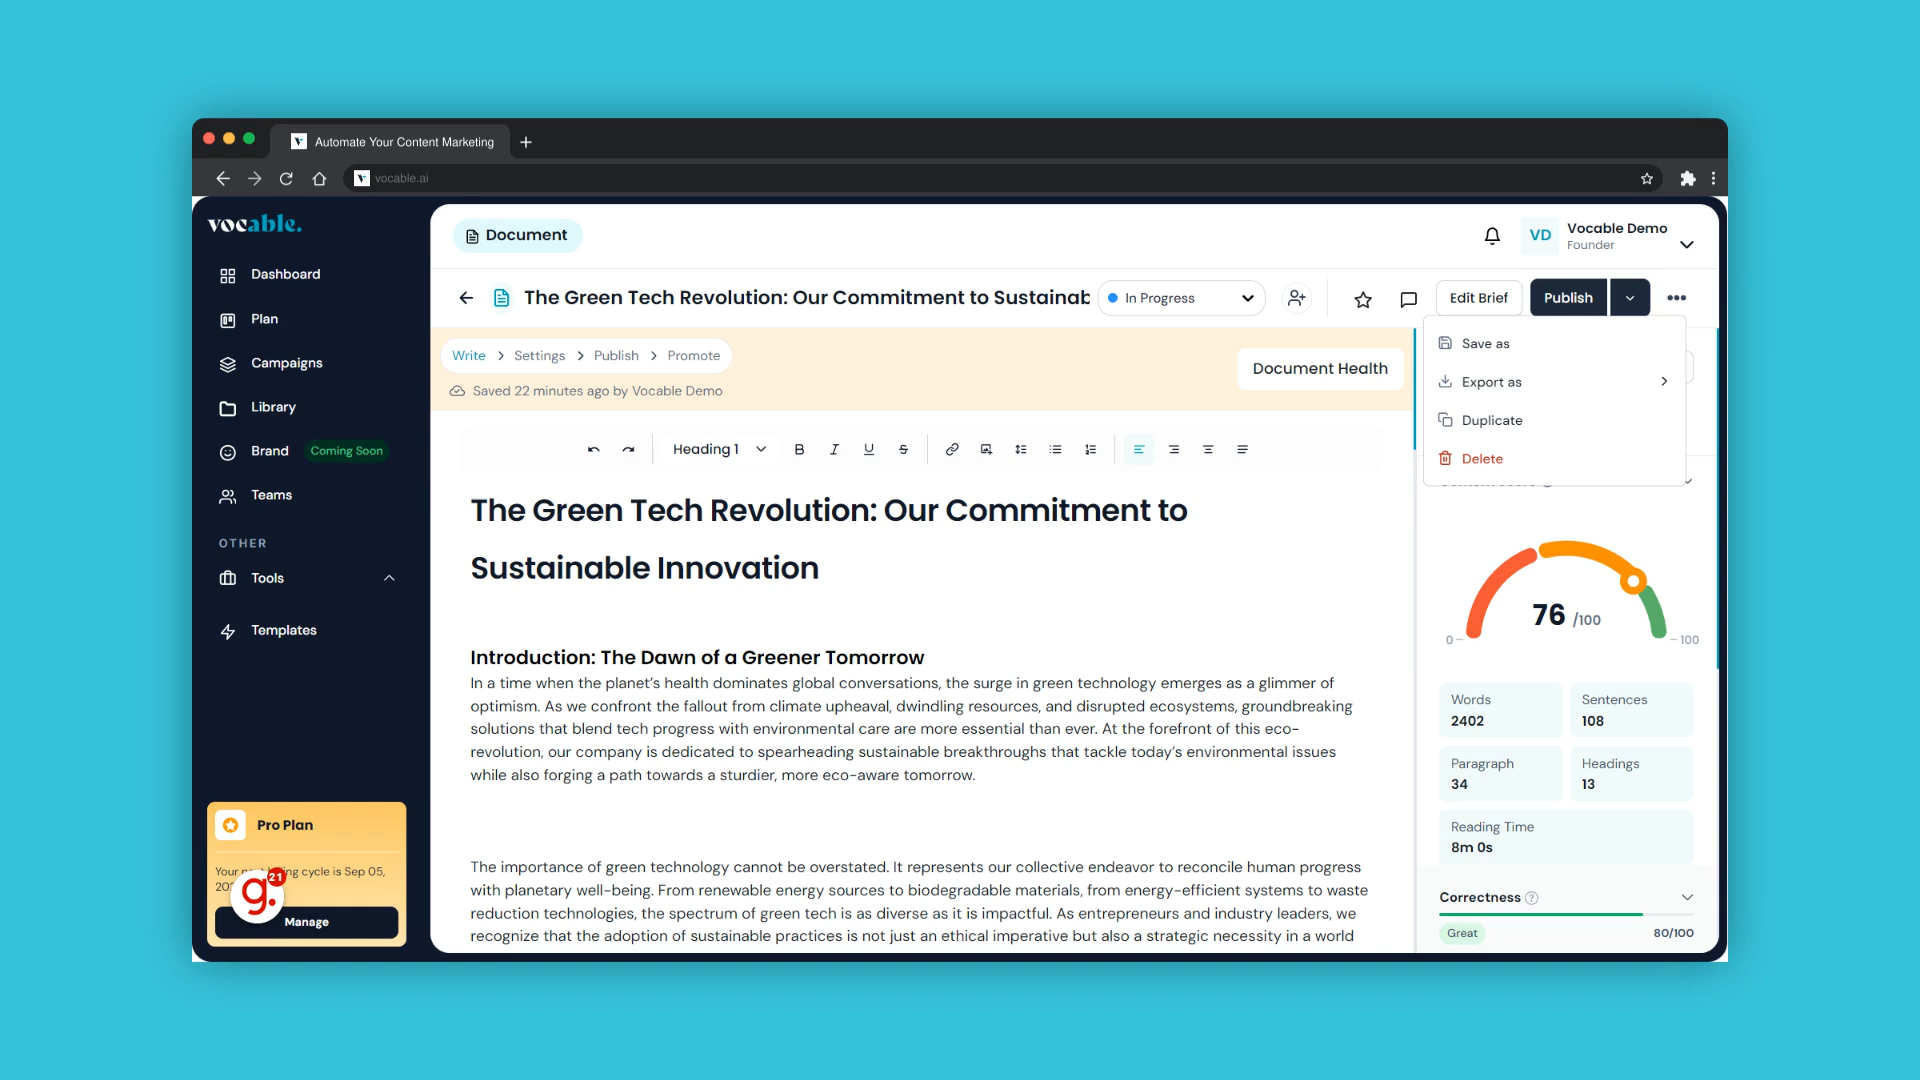 Automate Your Content Marketing
vocable.ai
vocable.
Dashboard
Plan
Campaigns
Library
Brand Coming Soon
Teams
OTHER
Tools
Templates
Pro Plan
Your billing cycle is Sep 05,
g. 21
Manage
Document
VD
Vocable Demo
Founder
The Green Tech Revolution: Our Commitment to Sustainab
In Progress
Edit Brief
Publish
Save as
Export as
Duplicate
Delete
Write > Settings > Publish > Promote
Saved 22 minutes ago by Vocable Demo
Document Health
Heading 1
The Green Tech Revolution: Our Commitment to
Sustainable Innovation
Introduction: The Dawn of a Greener Tomorrow
In a time when the planet’s health dominates global conversations, the surge in green technology emerges as a glimmer of
optimism. As we confront the fallout from climate upheaval, dwindling resources, and disrupted ecosystems, groundbreaking
solutions that blend tech progress with environmental care are more essential than ever. At the forefront of this eco-
revolution, our company is dedicated to spearheading sustainable breakthroughs that tackle today’s environmental issues
while also forging a path towards a sturdier, more eco-aware tomorrow.
The importance of green technology cannot be overstated. It represents our collective endeavor to reconcile human progress
with planetary well-being. From renewable energy sources to biodegradable materials, from energy-efficient systems to waste
reduction technologies, the spectrum of green tech is as diverse as it is impactful. As entrepreneurs and industry leaders, we
recognize that the adoption of sustainable practices is not just an ethical imperative but also a strategic necessity in a world
76 /100
0
100
Words
2402
Sentences
108
Paragraph
34
Headings
13
Reading Time
8m 0s
Correctness
Great
80/100